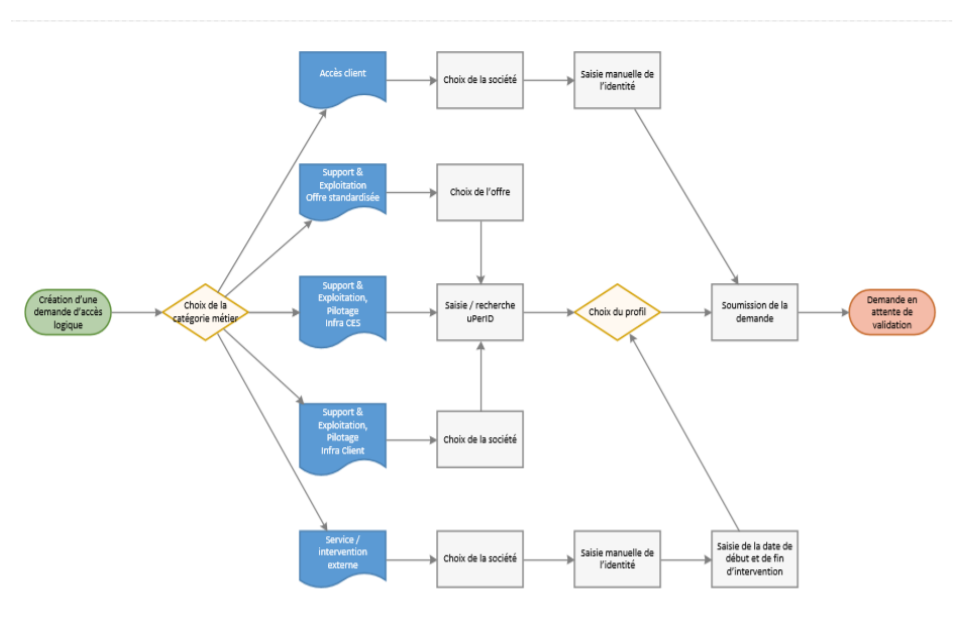 Accès client
Choix de la société
Saisie manuelle de
l'identité
Support &
Exploitation
Offre standardisée
Choix de l'offre
Création d'une
demande d'accès
logique
Choix de la
catégorie métier
Support &
Exploitation,
Pilotage
Infra CES
Saisie / recherche
uPerID
Choix du profil
Soumission de la
demande
Demande en
attente de
validation
Support &
Exploitation,
Pilotage
Infra Client
Choix de la société
Service /
intervention
externe
Choix de la société
Saisie manuelle de
l'identité
Saisie de la date de
début et de fin
d'intervention